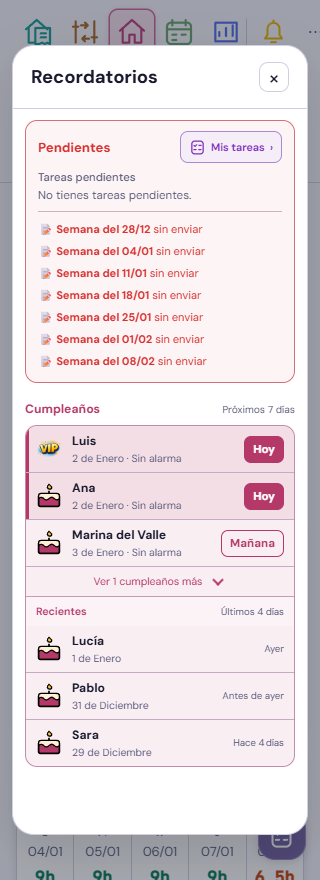 Recordatorios
×
Pendientes
Mis tareas ›
Tareas pendientes
No tienes tareas pendientes.
Semana del 28/12 sin enviar
Semana del 04/01 sin enviar
Semana del 11/01 sin enviar
Semana del 18/01 sin enviar
Semana del 25/01 sin enviar
Semana del 01/02 sin enviar
Semana del 08/02 sin enviar
Cumpleaños
Próximos 7 días
VIP
Luis
2 de Enero · Sin alarma
Hoy
Ana
2 de Enero · Sin alarma
Hoy
Marina del Valle
3 de Enero · Sin alarma
Mañana
Ver 1 cumpleaños más
Recientes
Últimos 4 días
Lucía
1 de Enero
Ayer
Pablo
31 de Diciembre
Antes de ayer
Sara
29 de Diciembre
Hace 4 días
04/01 05/01 06/01 07/01
9h 9h 9h 9h 6,5h